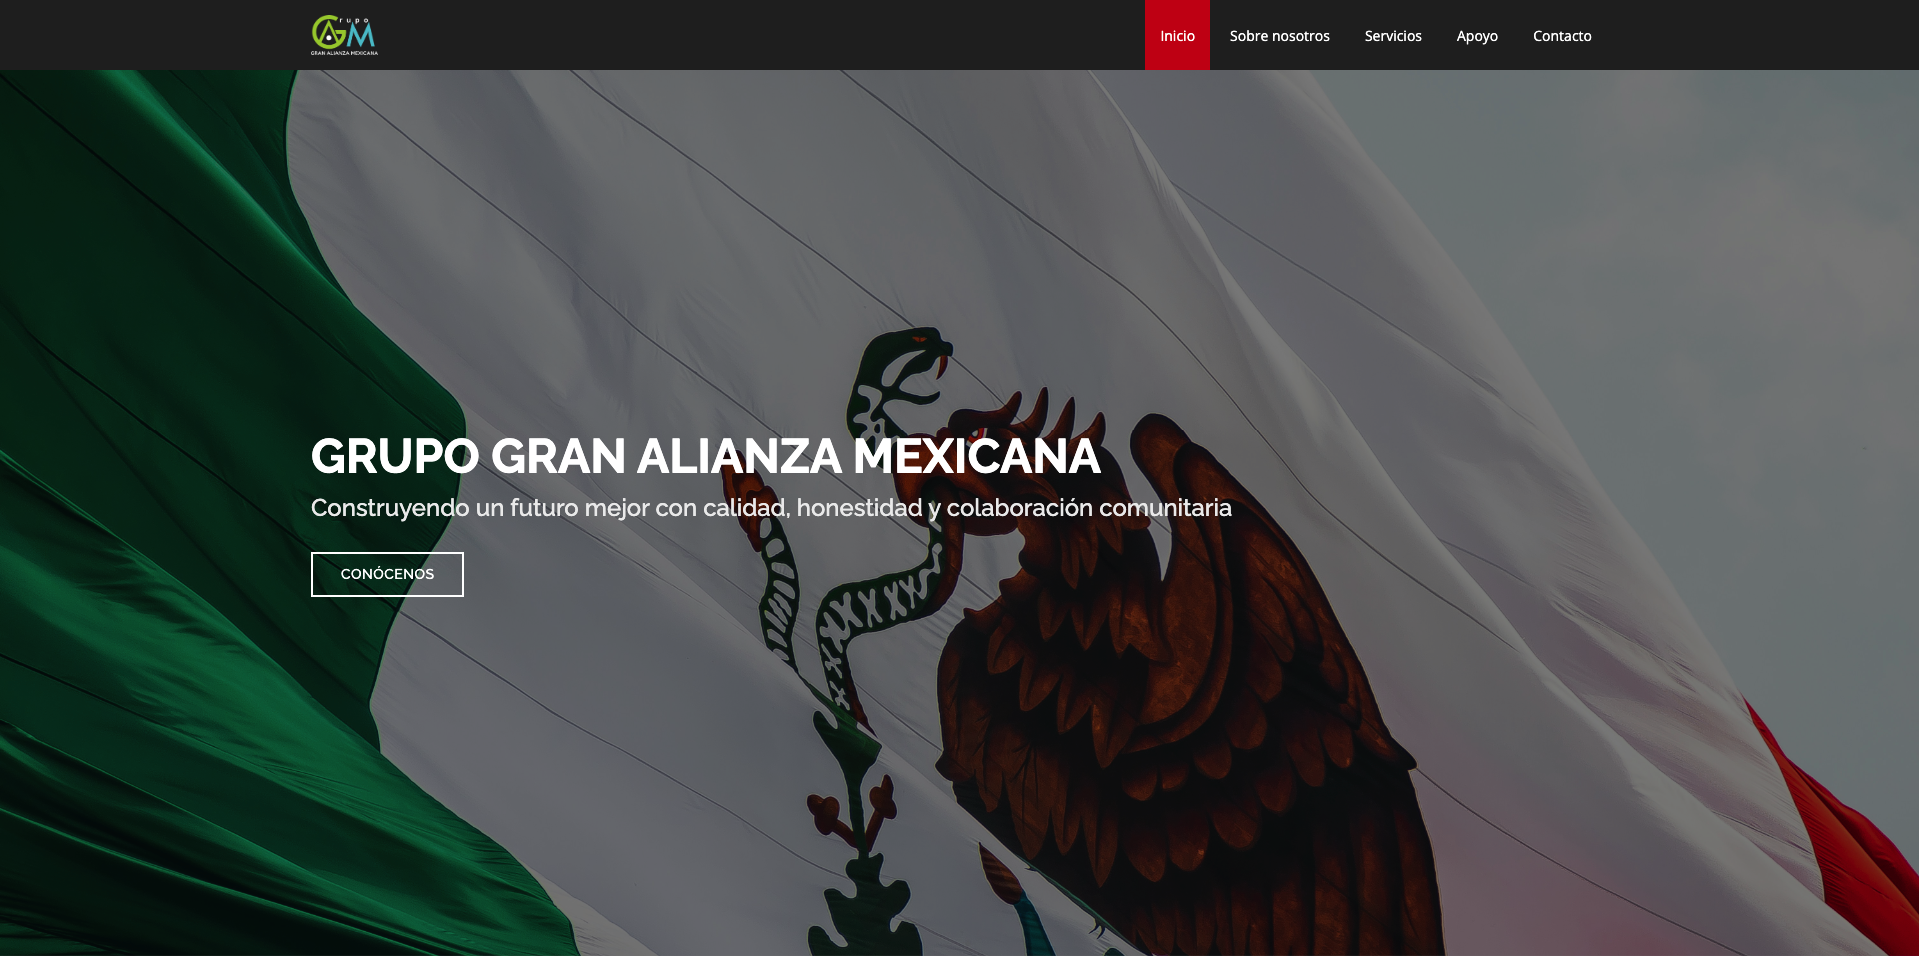 Grupo
GAM
GRAN ALIANZA MEXICANA
Inicio
Sobre nosotros
Servicios
Apoyo
Contacto
GRUPO GRAN ALIANZA MEXICANA
Construyendo un futuro mejor con calidad, honestidad y colaboración comunitaria
CONÓCENOS